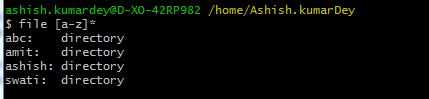 ashish.kumardey@D-XO-42RP982 /home/Ashish.kumarDey
$ file [a-z]*
abc:    directory
amit:   directory
ashish: directory
swati:  directory